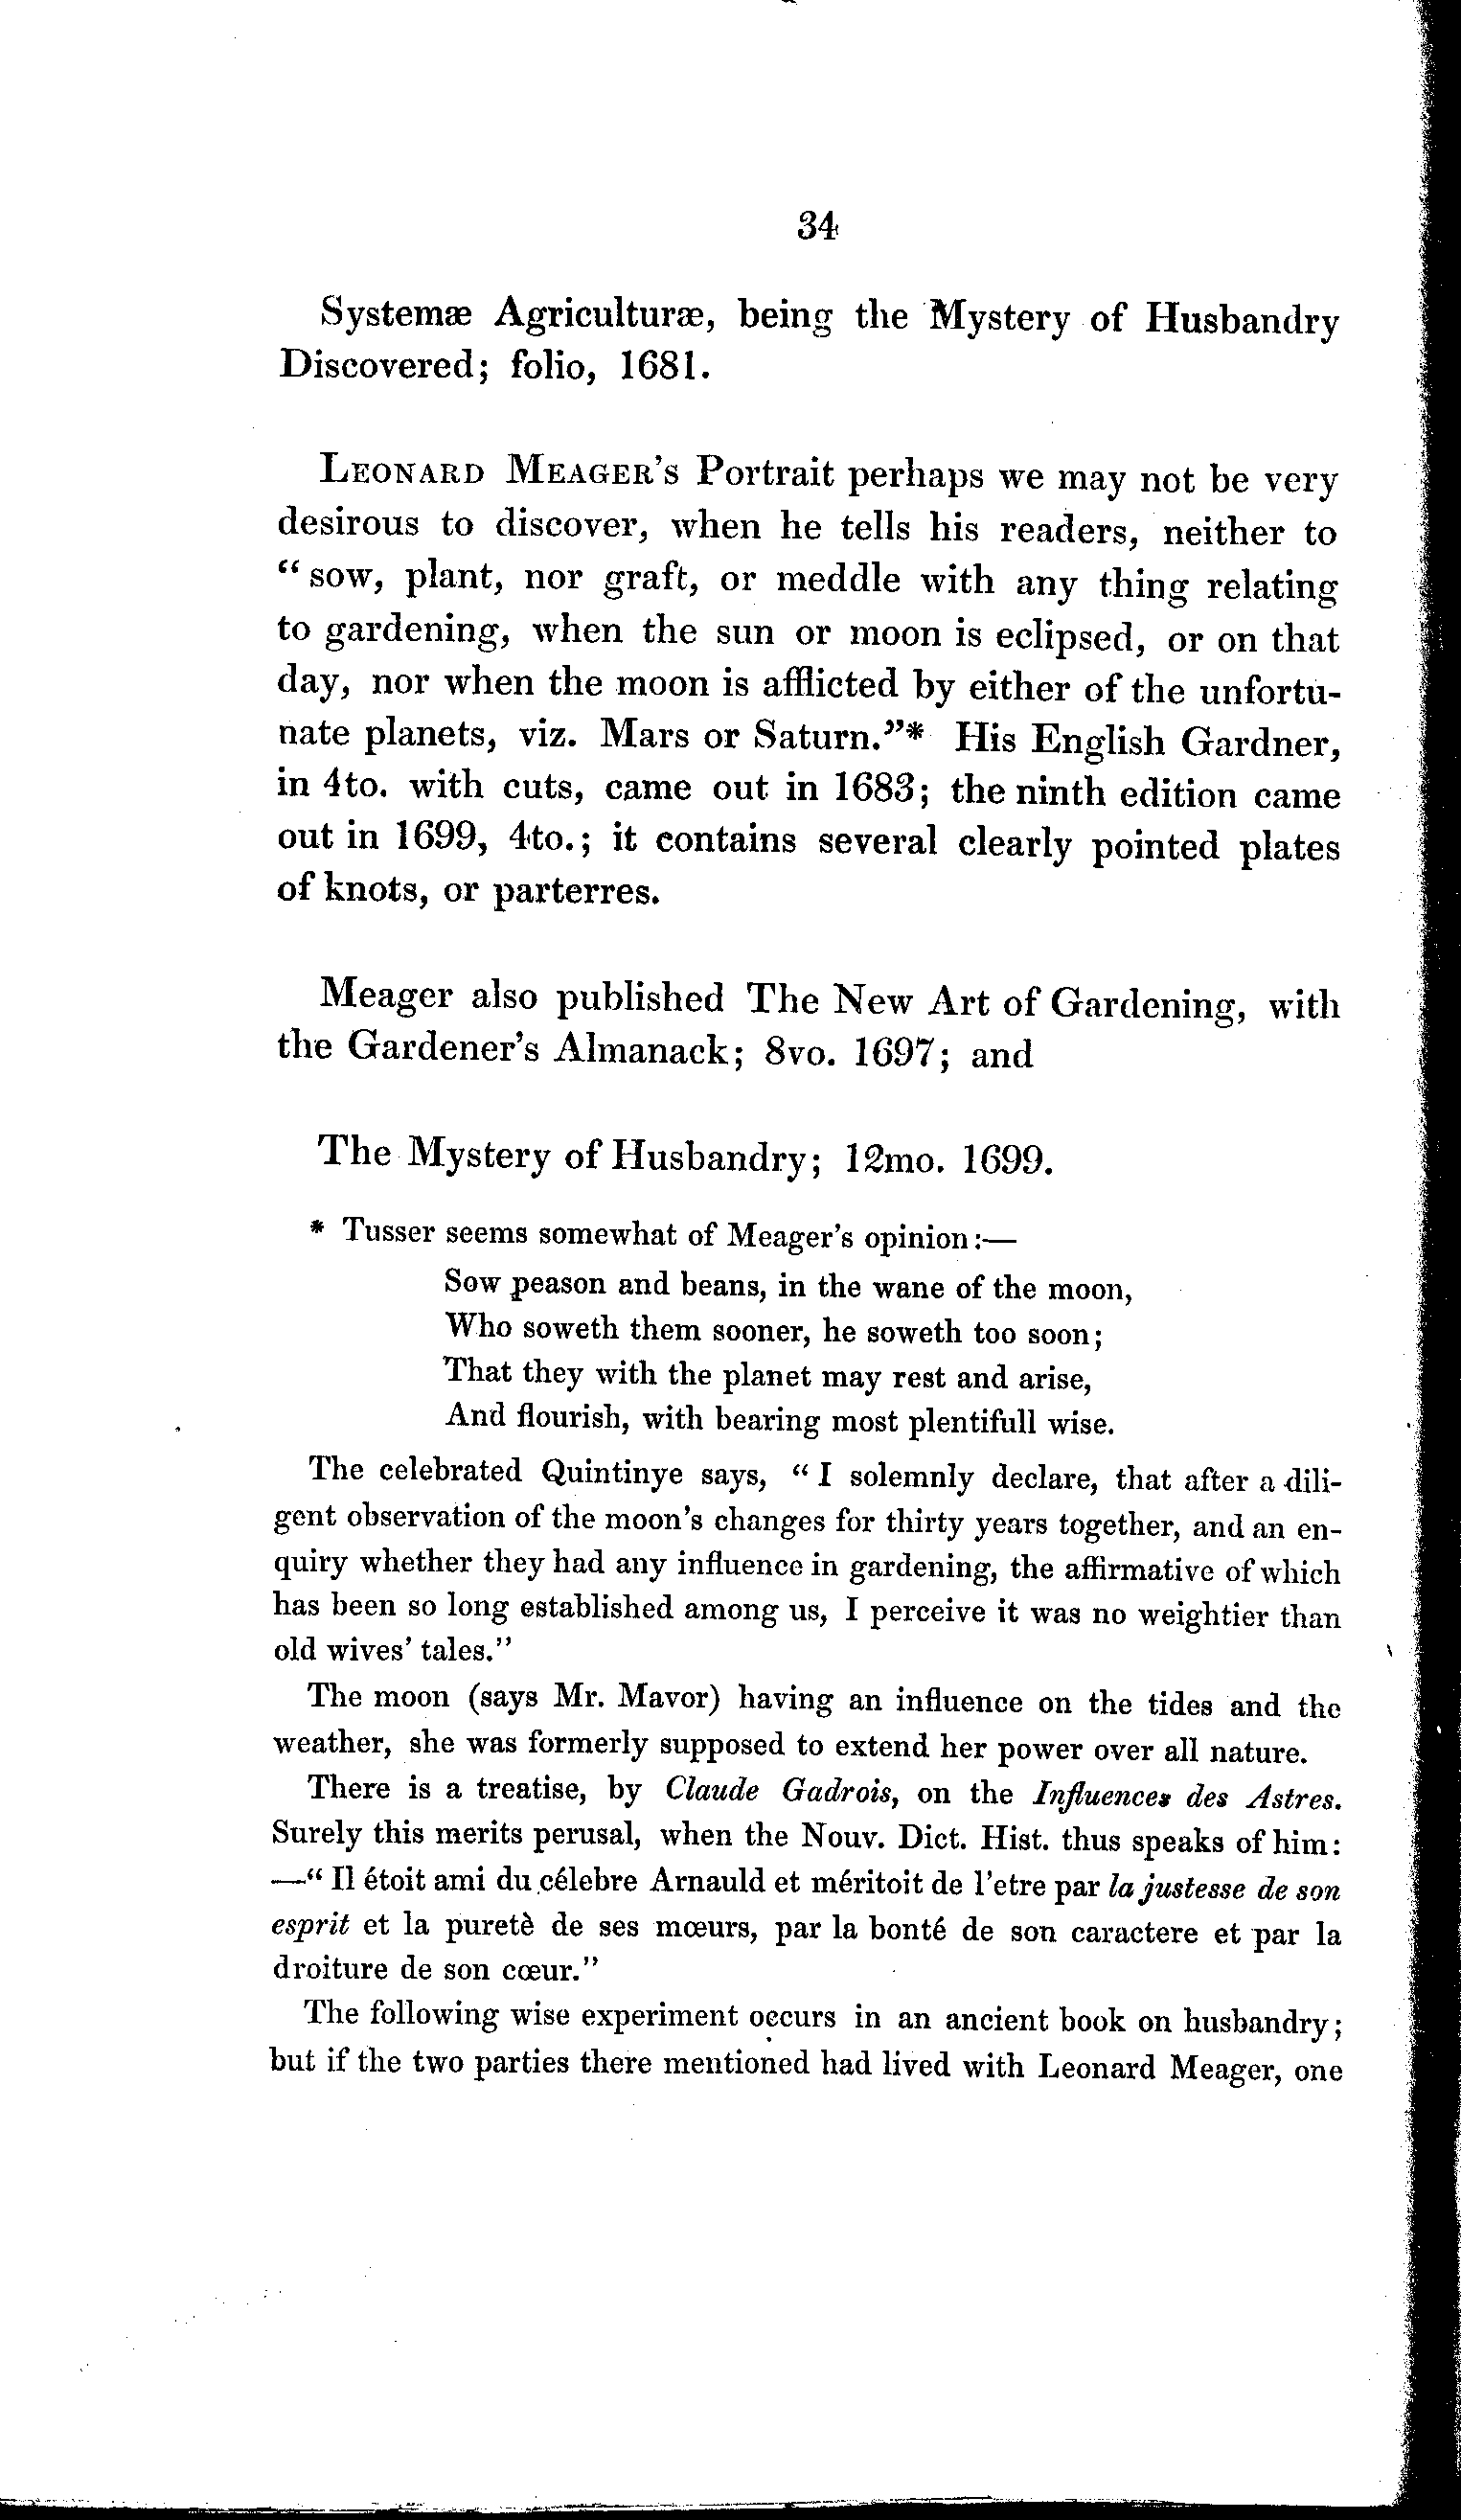 34
Systemæ Agriculturæ, being the Mystery of Husbandry
Discovered; folio, 1681.
LEONARD MEAGER'S Portrait perhaps we may not be very
desirous to discover, when he tells his readers, neither to
“ sow, plant, nor graft, or meddle with any thing relating
to gardening, when the sun or moon is eclipsed, or on that
day, nor when the moon is afflicted by either of the unfortu-
nate planets, viz. Mars or Saturn.”* His English Gardner,
in 4to. with cuts, came out in 1683; the ninth edition came
out in 1699, 4to.; it contains several clearly pointed plates
of knots, or parterres.
Meager also published The New Art of Gardening, with
the Gardener's Almanack; 8vo. 1697; and
The Mystery of Husbandry; 12mo. 1699.
* Tusser seems somewhat of Meager's opinion:—
Sow peason and beans, in the wane of the moon,
Who soweth them sooner, he soweth too soon;
That they with the planet may rest and arise,
And flourish, with bearing most plentifull wise.
The celebrated Quintinye says, “ I solemnly declare, that after a dili-
gent observation of the moon's changes for thirty years together, and an en-
quiry whether they had any influence in gardening, the affirmative of which
has been so long established among us, I perceive it was no weightier than
old wives' tales.”
The moon (says Mr. Mavor) having an influence on the tides and the
weather, she was formerly supposed to extend her power over all nature.
There is a treatise, by Claude Gadrois, on the Influences des Astres.
Surely this merits perusal, when the Nouv. Dict. Hist. thus speaks of him:
—“ Il étoit ami du célebre Arnauld et méritoit de l'etre par la justesse de son
esprit et la puretè de ses mœurs, par la bonté de son caractere et par la
droiture de son cœur.”
The following wise experiment occurs in an ancient book on husbandry;
but if the two parties there mentioned had lived with Leonard Meager, one